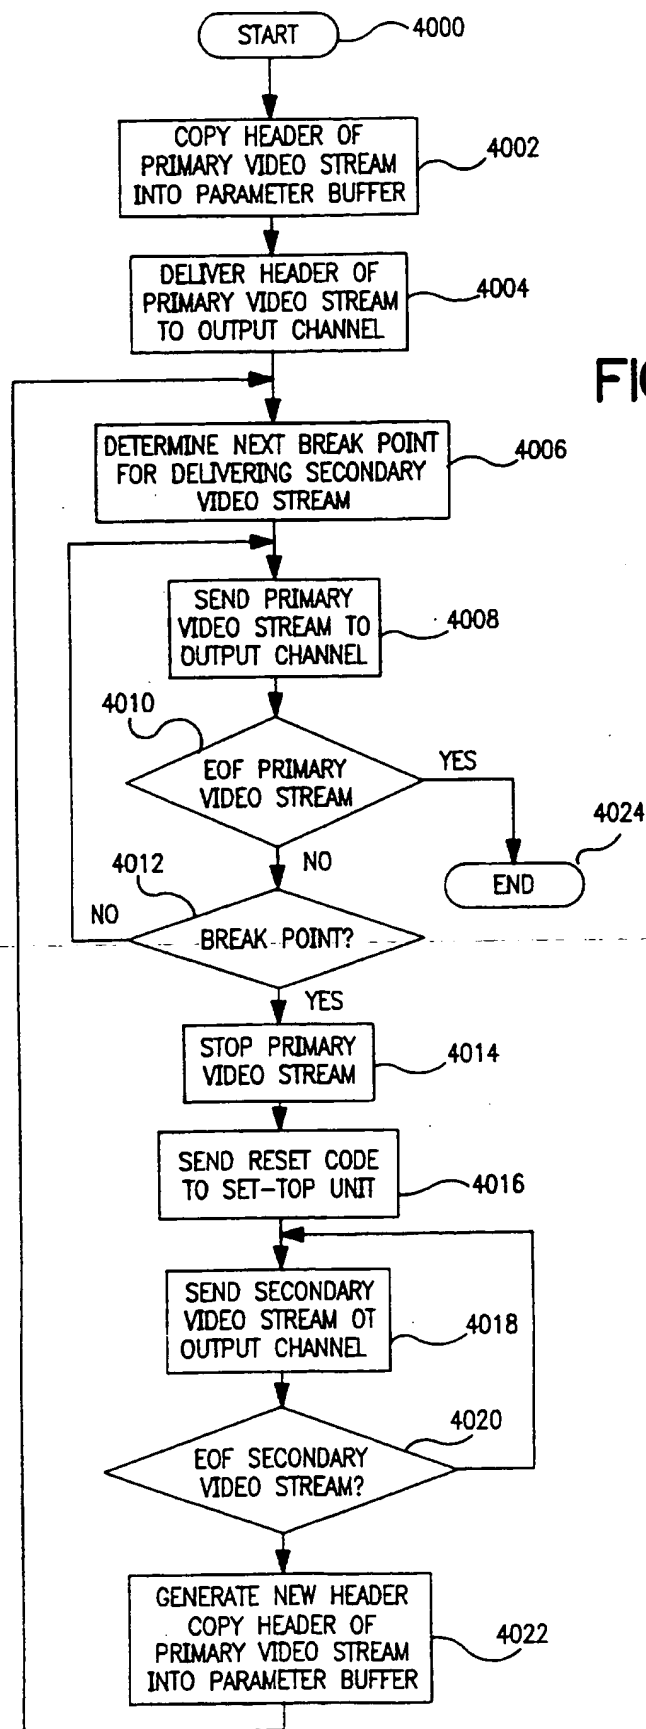 START
4000
COPY HEADER OF
PRIMARY VIDEO STREAM
INTO PARAMETER BUFFER
4002
DELIVER HEADER OF
PRIMARY VIDEO STREAM
TO OUTPUT CHANNEL
4004
FIG
DETERMINE NEXT BREAK POINT
FOR DELIVERING SECONDARY
VIDEO STREAM
4006
SEND PRIMARY
VIDEO STREAM TO
OUTPUT CHANNEL
4008
4010
EOF PRIMARY
VIDEO STREAM
YES
4024
END
NO
4012
NO
BREAK POINT?
YES
STOP PRIMARY
VIDEO STREAM
4014
SEND RESET CODE
TO SET-TOP UNIT
4016
SEND SECONDARY
VIDEO STREAM OT
OUTPUT CHANNEL
4018
4020
EOF SECONDARY
VIDEO STREAM?
GENERATE NEW HEADER
COPY HEADER OF
PRIMARY VIDEO STREAM
INTO PARAMETER BUFFER
4022